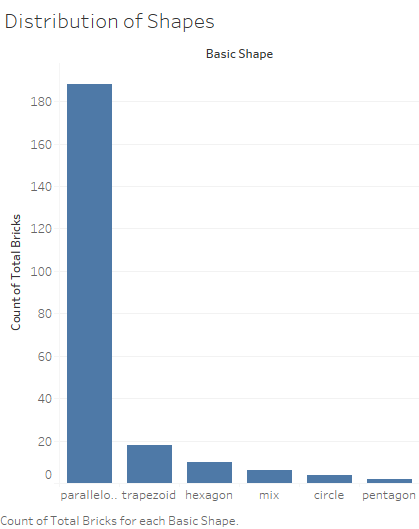 Distribution of Shapes
Basic Shape
Count of Total Bricks
180
160
140
120
100
80
60
40
20
0
parallelo.. trapezoid hexagon mix circle pentagon
Count of Total Bricks for each Basic Shape.